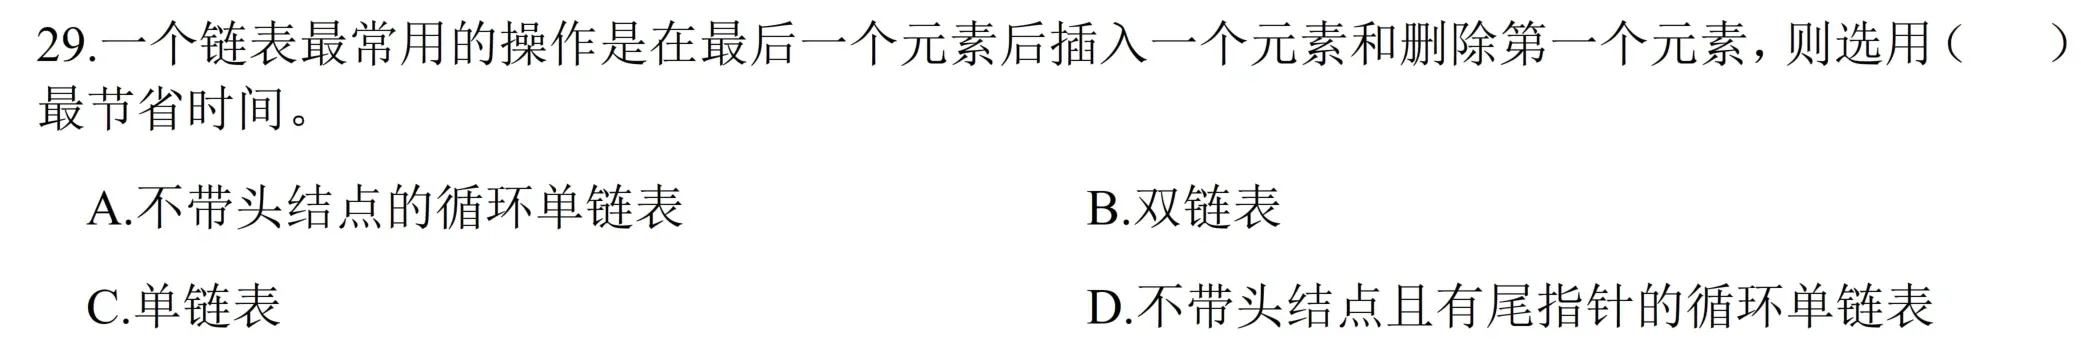 29.一个链表最常用的操作是在最后一个元素后插入一个元素和删除第一个元素，则选用（　　）
最节省时间。
A.不带头结点的循环单链表
B.双链表
C.单链表
D.不带头结点且有尾指针的循环单链表